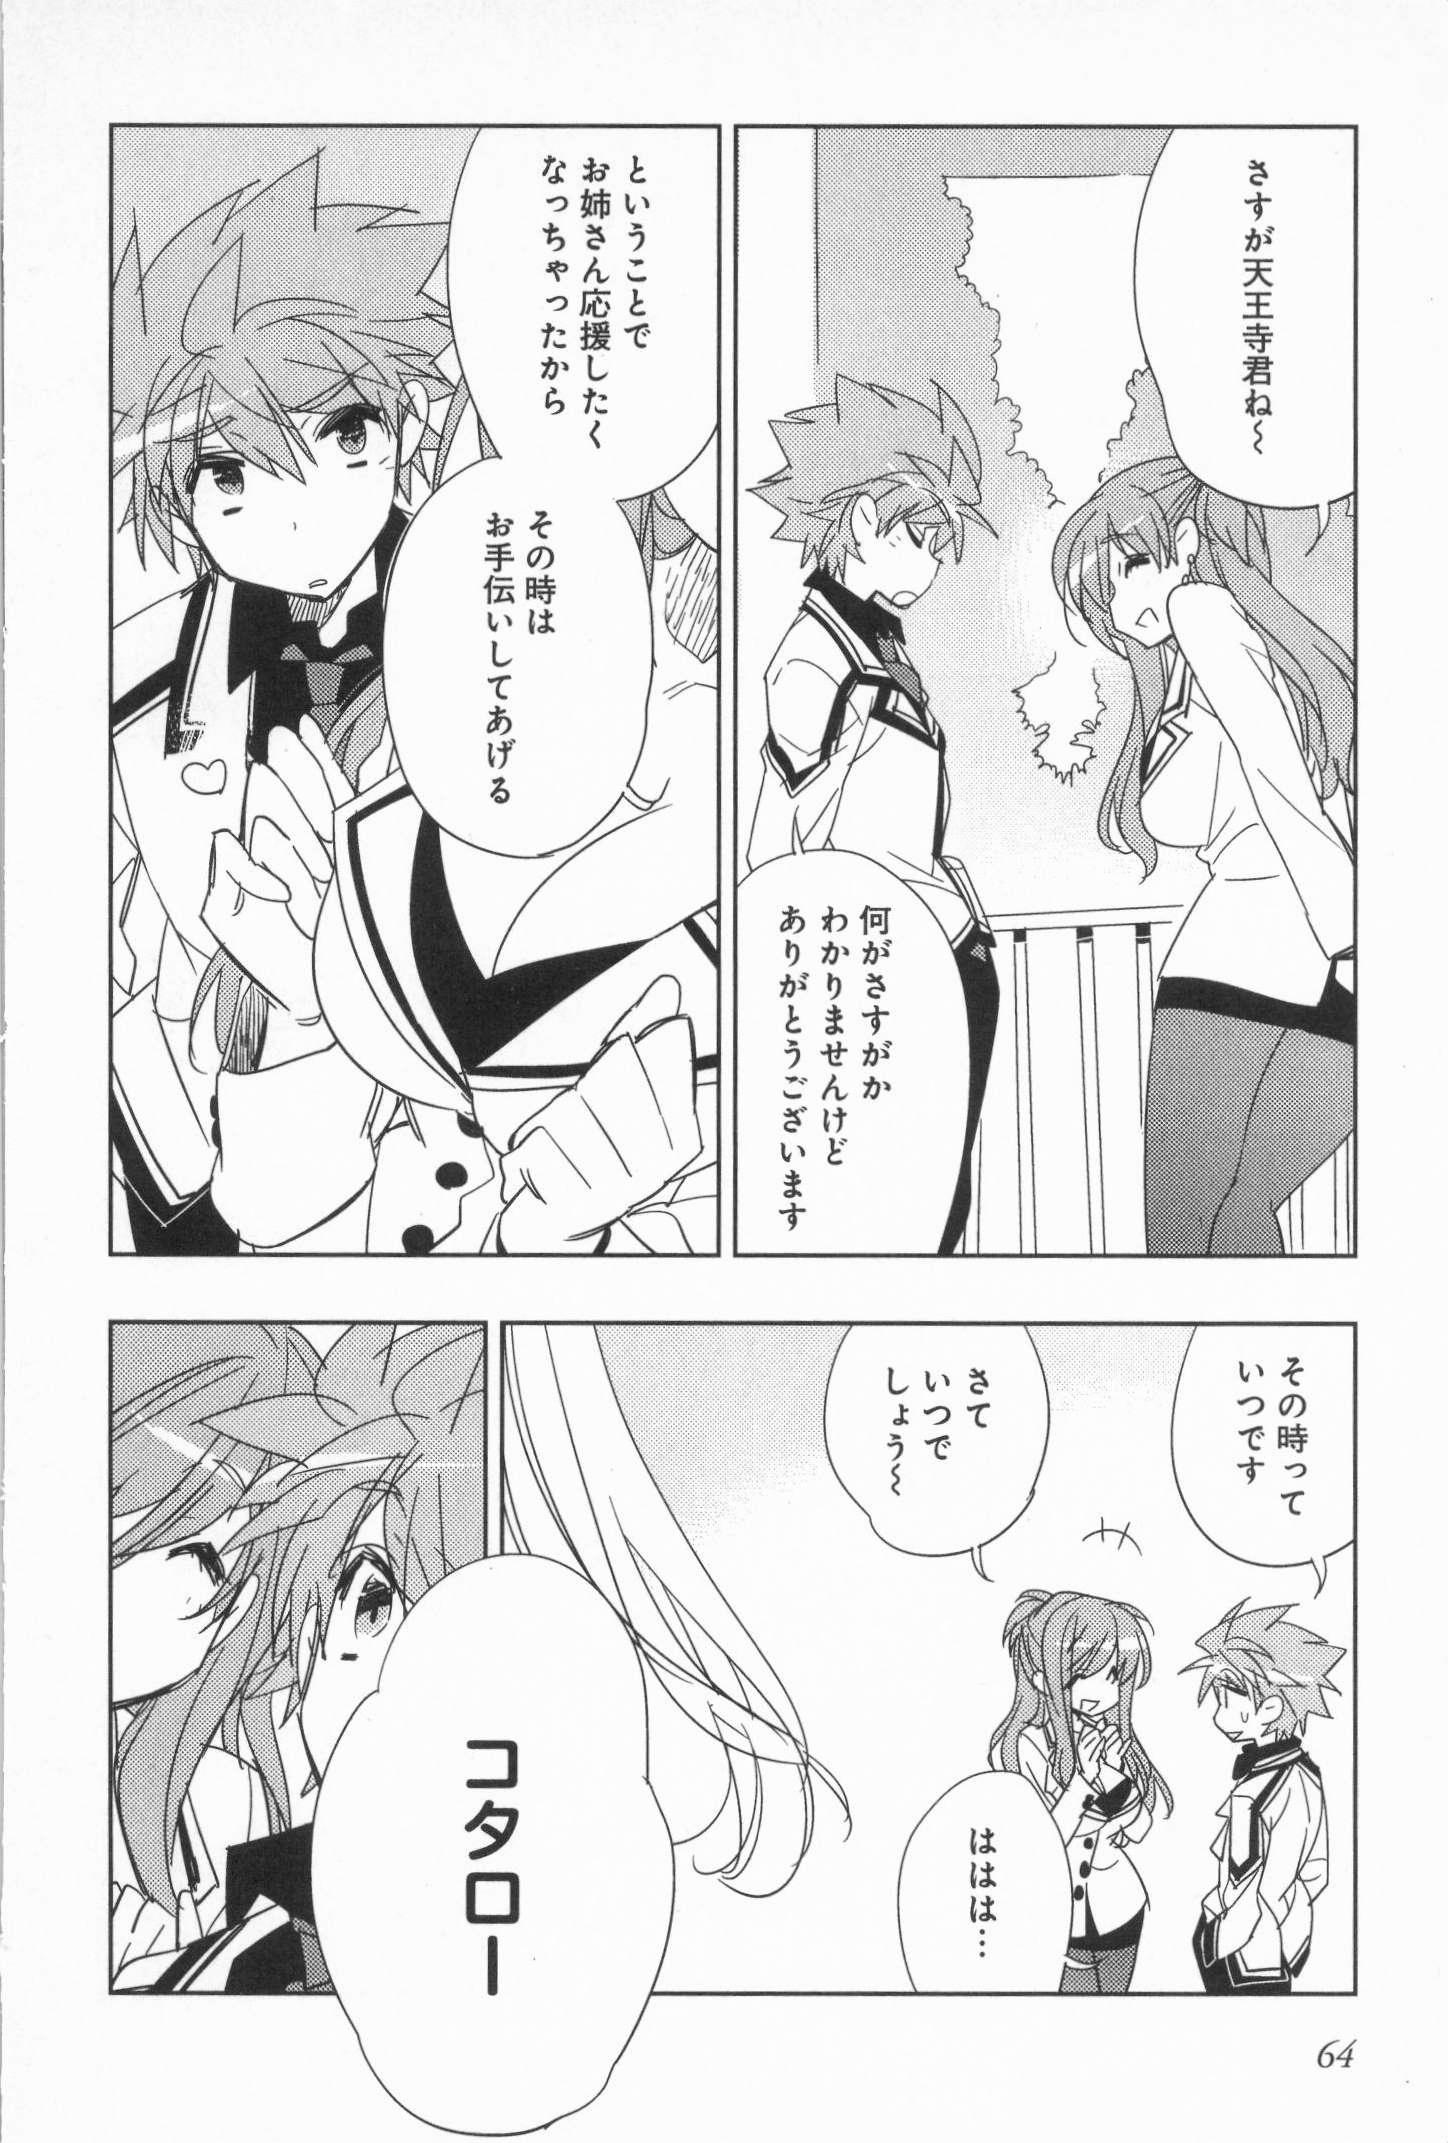 さすが天王寺君ね〜
何がさすがか
わかりませんけど
ありがとうございます
ということで
お姉さん応援したく
なっちゃったから
その時は
お手伝いしてあげる
その時って
いつです
さて
いつで
しょう〜
ははは…
コタロー
64